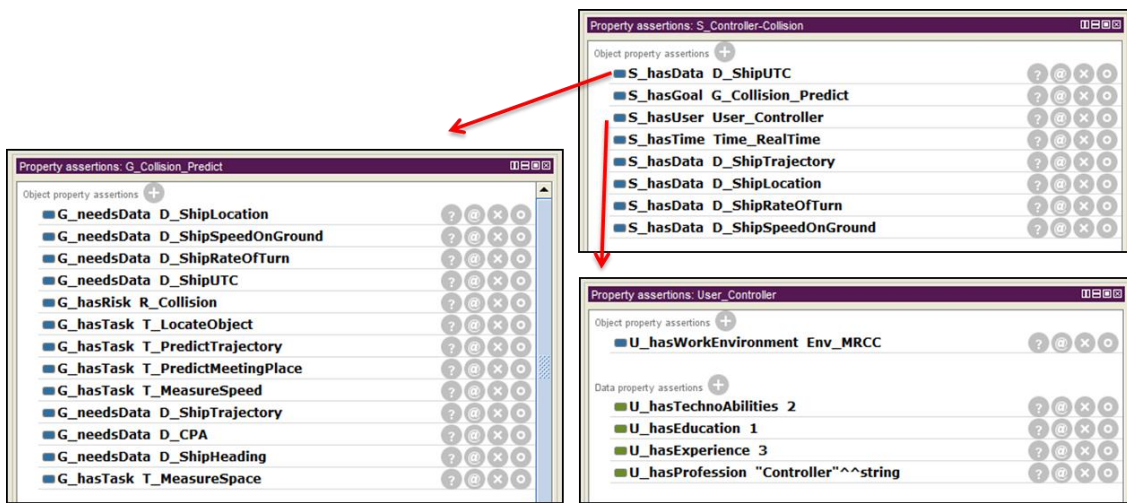 Property assertions: S_Controller-Collision
Object property assertions
S_hasData D_ShipUTC
S_hasGoal G_Collision_Predict
S_hasUser User_Controller
S_hasTime Time_RealTime
S_hasData D_ShipTrajectory
S_hasData D_ShipLocation
S_hasData D_ShipRateOfTurn
S_hasData D_ShipSpeedOnGround
Property assertions: G_Collision_Predict
Object property assertions
G_needsData D_ShipLocation
G_needsData D_ShipSpeedOnGround
G_needsData D_ShipRateOfTurn
G_needsData D_ShipUTC
G_hasRisk R_Collision
G_hasTask T_LocateObject
G_hasTask T_PredictTrajectory
G_hasTask T_PredictMeetingPlace
G_hasTask T_MeasureSpeed
G_needsData D_ShipTrajectory
G_needsData D_CPA
G_needsData D_ShipHeading
G_hasTask T_MeasureSpace
Property assertions: User_Controller
Object property assertions
U_hasWorkEnvironment Env_MRCC
Data property assertions
U_hasTechnoAbilities 2
U_hasEducation 1
U_hasExperience 3
U_hasProfession "Controller"^^string